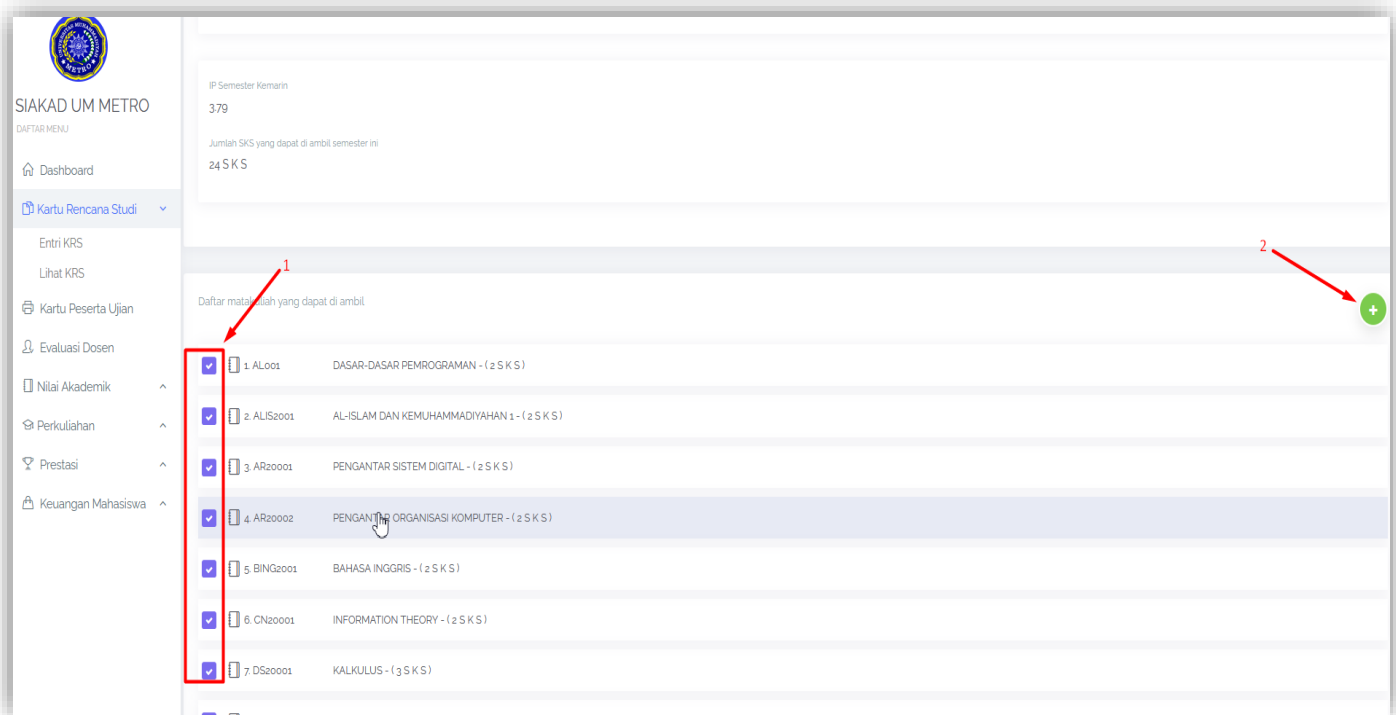 SIAKAD UM METRO
DAFTAR MENU
Dashboard
Kartu Rencana Studi
Entri KRS
Lihat KRS
Kartu Peserta Ujian
Evaluasi Dosen
Nilai Akademik
Perkuliahan
Prestasi
Keuangan Mahasiswa
IP Semester Kemarin
3.79
Jumlah SKS yang dapat di ambil semester ini
24 S K S
1
2
Daftar matakuliah yang dapat di ambil
1. AL001 DASAR-DASAR PEMROGRAMAN - ( 2 S K S )
2. ALIS2001 AL-ISLAM DAN KEMUHAMMADIYAHAN 1 - ( 2 S K S )
3. AR20001 PENGANTAR SISTEM DIGITAL - ( 2 S K S )
4. AR20002 PENGANTAR ORGANISASI KOMPUTER - ( 2 S K S )
5. BING2001 BAHASA INGGRIS - ( 2 S K S )
6. CN20001 INFORMATION THEORY - ( 2 S K S )
7. DS20001 KALKULUS - ( 3 S K S )